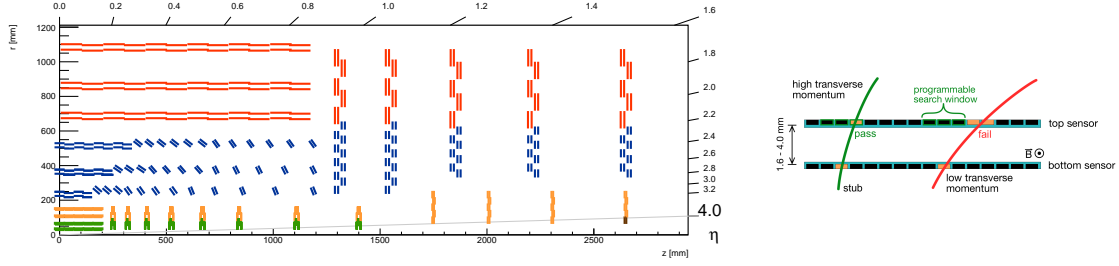 0.0 0.2 0.4 0.6 0.8 1.0 1.2 1.4 1.6
r [mm]
1200
1000
800
600
400
200
0
1.8
2.0
2.2
2.4
2.6
2.8
3.0
3.2
4.0
η
0 500 1000 1500 2000 2500
z [mm]
high transverse
momentum
programmable
search window
top sensor
pass
fail
1.6 - 4.0 mm
B
bottom sensor
stub
low transverse
momentum